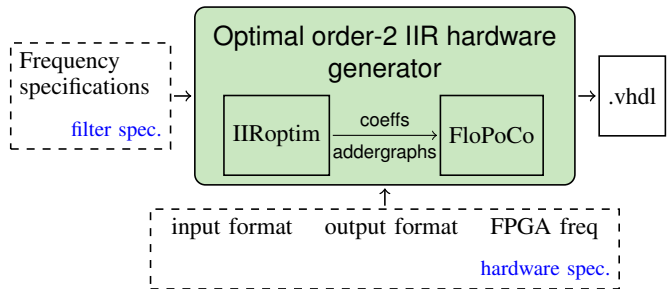 Optimal order-2 IIR hardware
generator
Frequency
specifications
filter spec.
IIRoptim
coeffs
addergraphs
FloPoCo
.vhdl
input format output format FPGA freq
hardware spec.